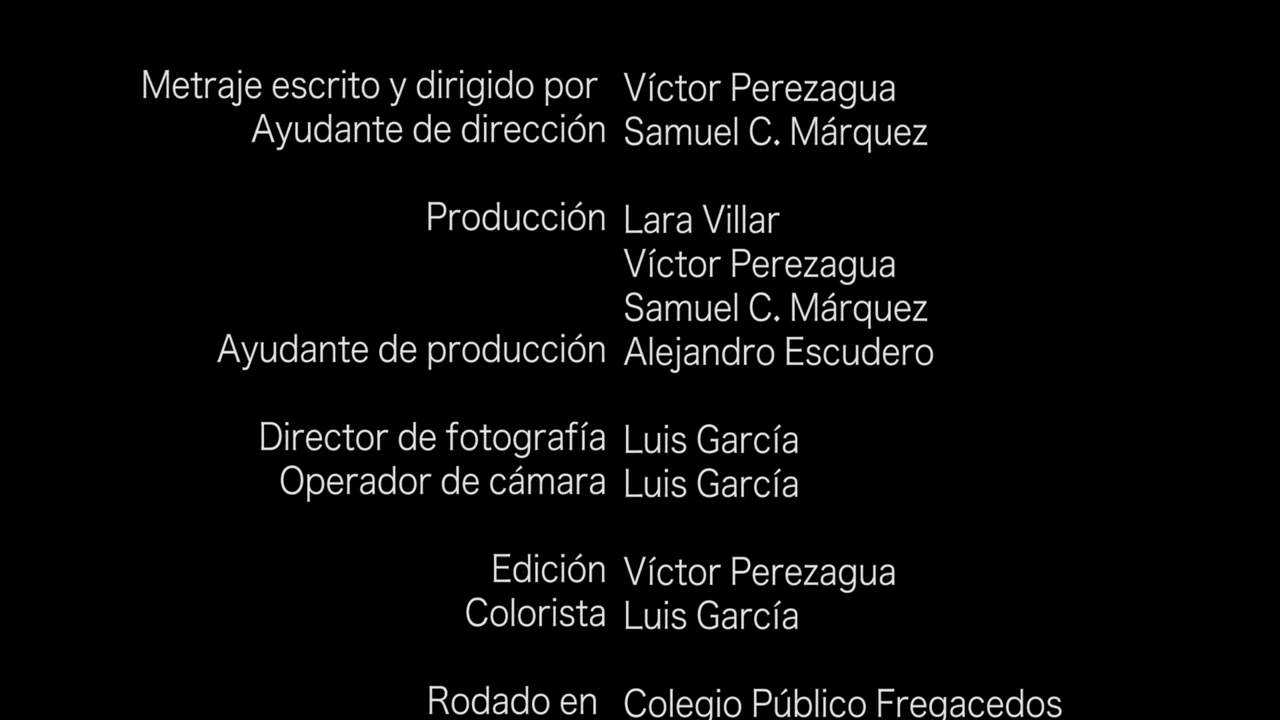 Metraje escrito y dirigido por Víctor Perezagua
Ayudante de dirección Samuel C. Márquez
Producción Lara Villar
Víctor Perezagua
Samuel C. Márquez
Ayudante de producción Alejandro Escudero
Director de fotografía Luis García
Operador de cámara Luis García
Edición Víctor Perezagua
Colorista Luis García
Rodado en Colegio Público Fregacedos